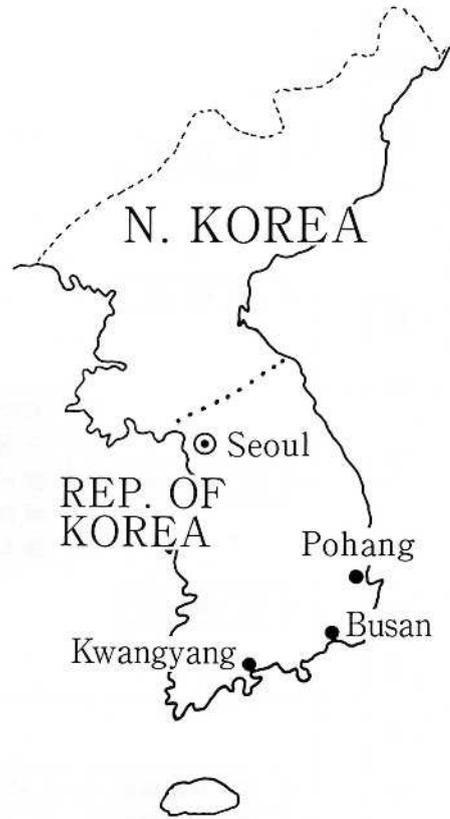 N. KOREA
Seoul
REP. OF
KOREA
Pohang
Busan
Kwangyang